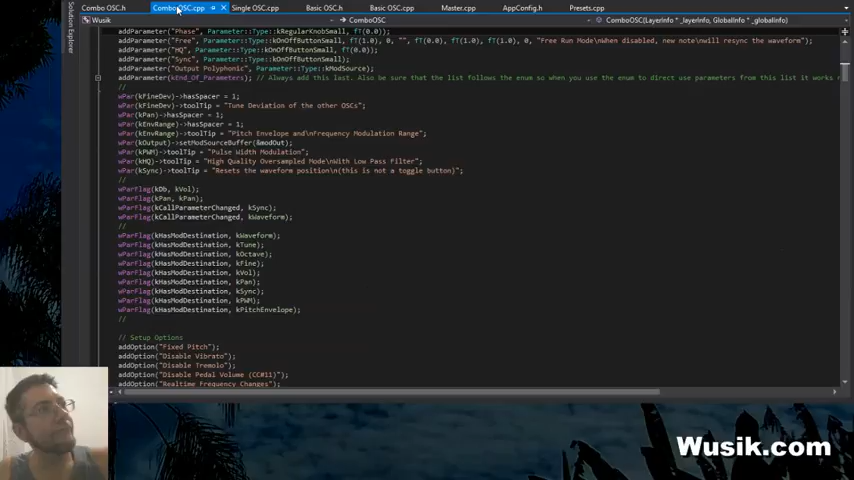 Combo OSC.h ComboOSC.cpp Single OSC.cpp Basic OSC.h Basic OSC.cpp Master.cpp AppConfig.h Presets.cpp
Solution Explorer
Wusik ComboOSC ComboOSC(LayerInfo * _layerInfo, GlobalInfo * _globalInfo)
addParameter("Phase", Parameter::Type::kRegularKnobSmall, fT(0.0));
addParameter("Free", Parameter::Type::kOnOffButtonSmall, fT(1.0), 0, "", fT(0.0), fT(1.0), fT(1.0), 0, "Free Run Mode\nWhen disabled, new note\nwill resync the waveform");
addParameter("HQ", Parameter::Type::kOnOffButtonSmall, fT(0.0));
addParameter("Sync", Parameter::Type::kOnOffButtonSmall, fT(0.0));
addParameter("Output Polyphonic", Parameter::Type::kModSource);
addParameter(kEnd_Of_Parameters); // Always add this last. Also be sure that the list follows the enum so when you use the enum to direct use parameters from this list it works
//
wPar(kFineDev)->hasSpacer = 1;
wPar(kFineDev)->toolTip = "Tune Deviation of the other OSCs";
wPar(kPan)->hasSpacer = 1;
wPar(kEnvRange)->hasSpacer = 1;
wPar(kEnvRange)->toolTip = "Pitch Envelope and\nFrequency Modulation Range";
wPar(kOutput)->setModSourceBuffer(&modOut);
wPar(kPWM)->toolTip = "Pulse Width Modulation";
wPar(kHQ)->toolTip = "High Quality Oversampled Mode\nWith Low Pass Filter";
wPar(kSync)->toolTip = "Resets the waveform position\n(this is not a toggle button)";
//
wParFlag(kDb, kVol);
wParFlag(kPan, kPan);
wParFlag(kCallParameterChanged, kSync);
wParFlag(kCallParameterChanged, kWaveform);
//
wParFlag(kHasModDestination, kWaveform);
wParFlag(kHasModDestination, kTune);
wParFlag(kHasModDestination, kOctave);
wParFlag(kHasModDestination, kFine);
wParFlag(kHasModDestination, kVol);
wParFlag(kHasModDestination, kPan);
wParFlag(kHasModDestination, kSync);
wParFlag(kHasModDestination, kPWM);
wParFlag(kHasModDestination, kPitchEnvelope);
//
// Setup Options
addOption("Fixed Pitch");
addOption("Disable Vibrato");
addOption("Disable Tremolo");
addOption("Disable Pedal Volume (CC#11)");
addOption("Realtime Frequency Changes");
Wusik.com